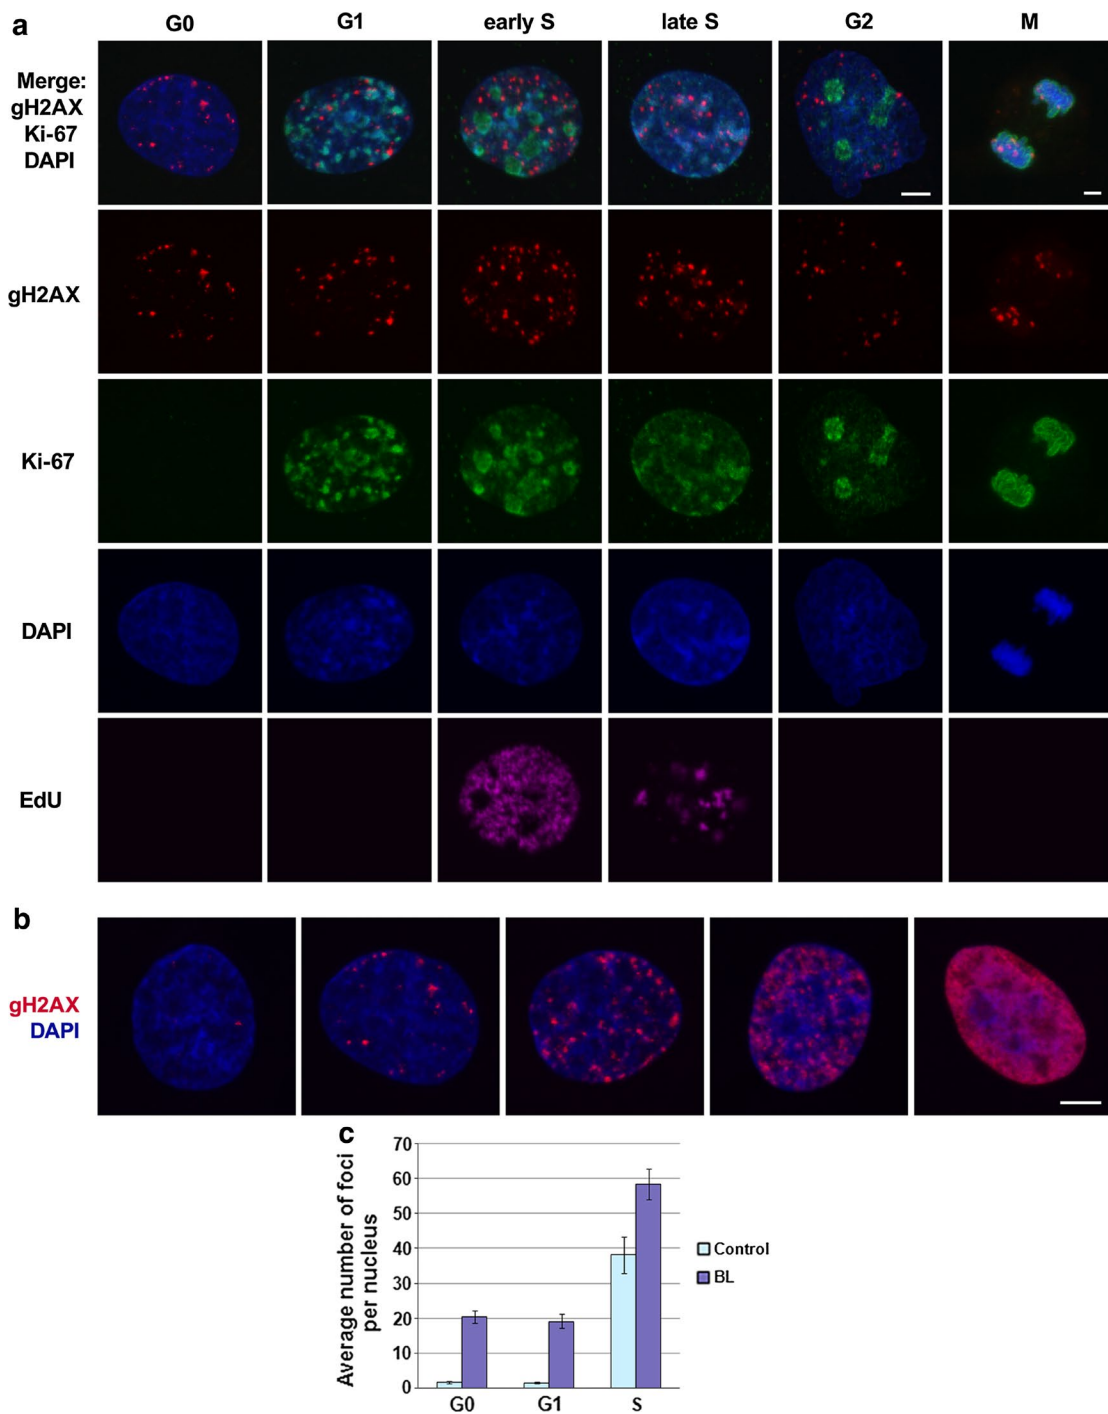 a
G0 G1 early S late S G2 M
Merge:
gH2AX
Ki-67
DAPI
gH2AX
Ki-67
DAPI
EdU
b
gH2AX
DAPI
c
Average number of foci
per nucleus
70
60
50
40
30
20
10
0
G0 G1 S
Control
BL